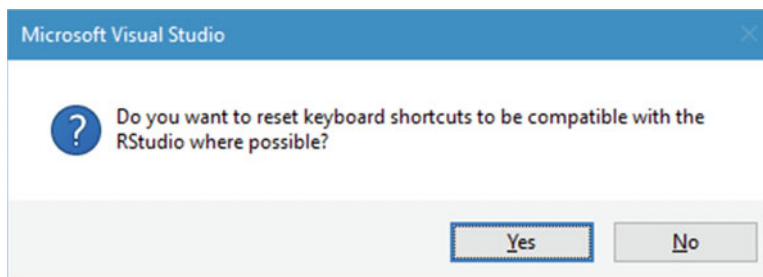 Microsoft Visual Studio
Do you want to reset keyboard shortcuts to be compatible with the
RStudio where possible?
Yes
No